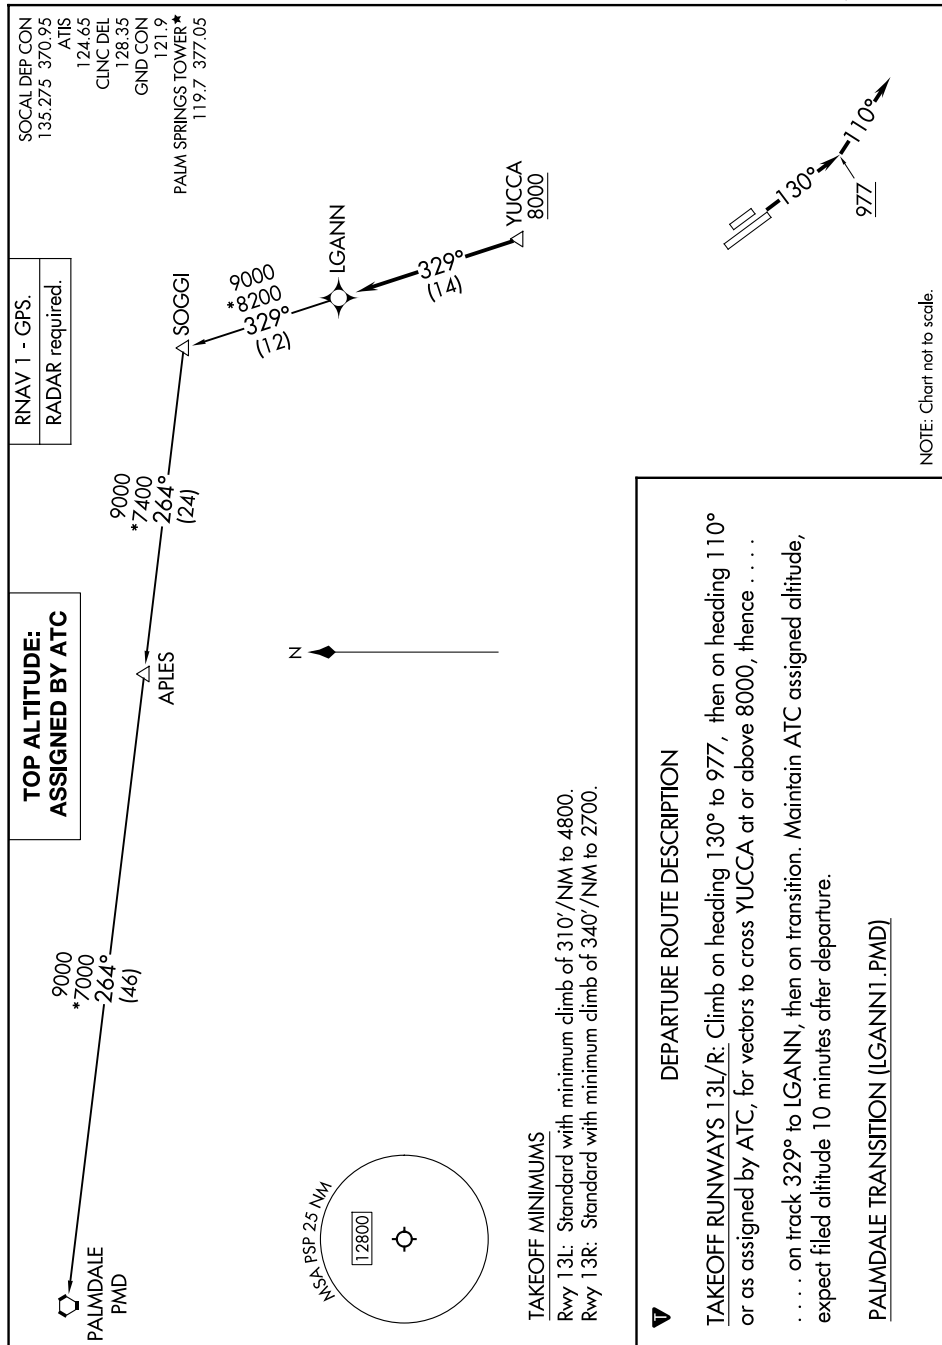 SOCAL DEP CON
135.275 370.95
ATIS
124.65
CLNC DEL
128.35
GND CON
121.9
PALM SPRINGS TOWER★
119.7 377.05
RNAV 1 - GPS.
RADAR required.
TOP ALTITUDE:
ASSIGNED BY ATC
PALMDALE
PMD
9000
*7000
264°
(46)
APLES
9000
*7400
264°
(24)
SOGGI
9000
*8200
329°
(12)
LGANN
329°
(14)
YUCCA
8000
N
130°
977
110°
MSA PSP 25 NM
12800
TAKEOFF MINIMUMS
Rwy 13L: Standard with minimum climb of 310'/NM to 4800.
Rwy 13R: Standard with minimum climb of 340'/NM to 2700.
NOTE: Chart not to scale.
T
DEPARTURE ROUTE DESCRIPTION
TAKEOFF RUNWAYS 13L/R: Climb on heading 130° to 977, then on heading 110°
or as assigned by ATC, for vectors to cross YUCCA at or above 8000, thence . . . .
. . . . on track 329° to LGANN, then on transition. Maintain ATC assigned altitude,
expect filed altitude 10 minutes after departure.
PALMDALE TRANSITION (LGANN1.PMD)